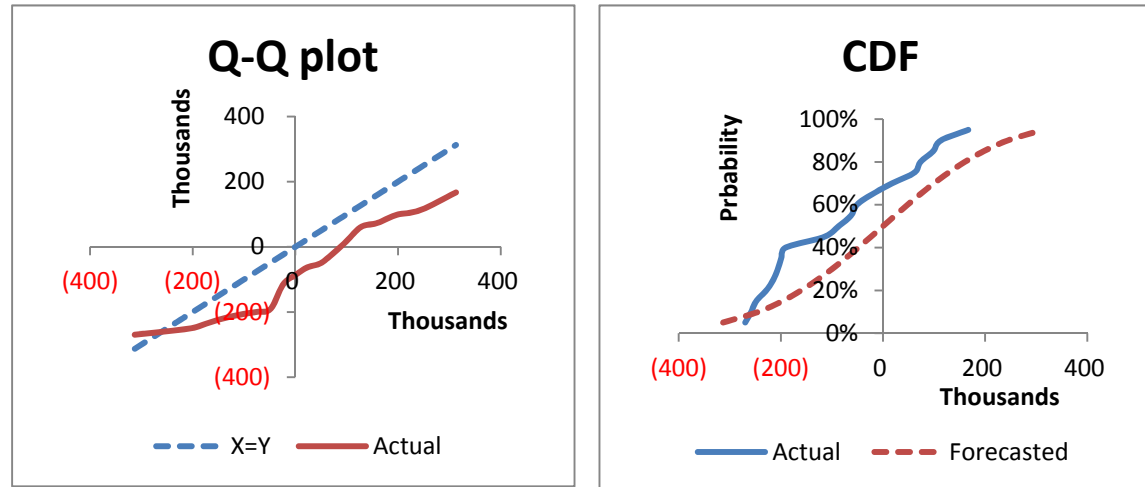 Q-Q plot
Thousands
400
200
0
(200)
(400)
(400)
(200)
0
200
400
Thousands
X=Y
Actual
CDF
Prbability
100%
80%
60%
40%
20%
0%
(400)
(200)
0
200
400
Thousands
Actual
Forecasted